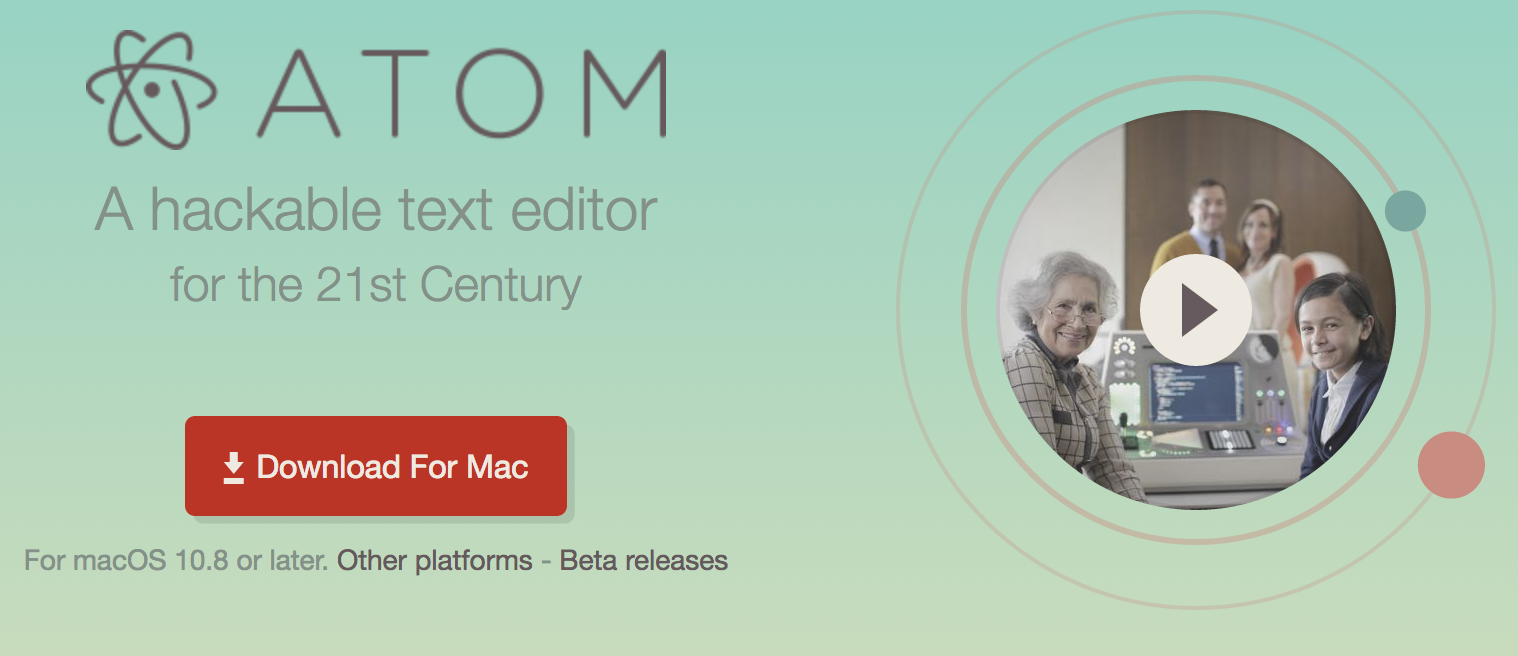 ATOM
A hackable text editor
for the 21st Century
Download For Mac
For macOS 10.8 or later. Other platforms - Beta releases